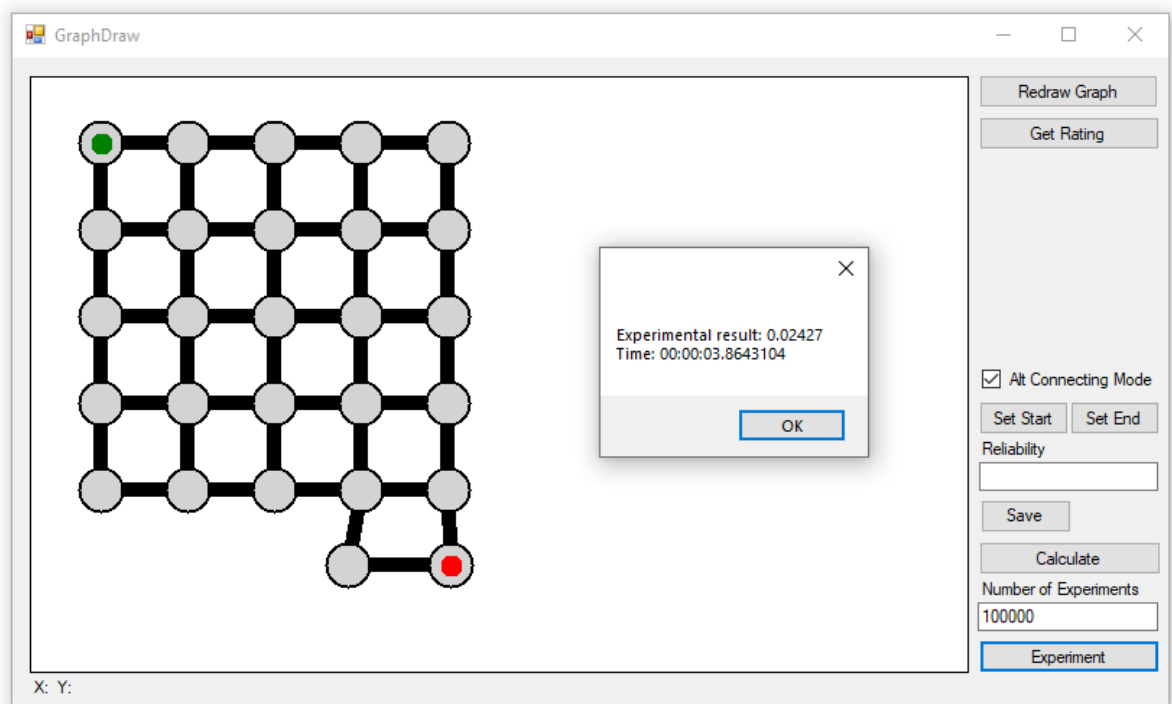 GraphDraw
Redraw Graph
Get Rating
Experimental result: 0.02427
Time: 00:00:03.8643104
OK
Alt Connecting Mode
Set Start
Set End
Reliability
Save
Calculate
Number of Experiments
100000
Experiment
X: Y: